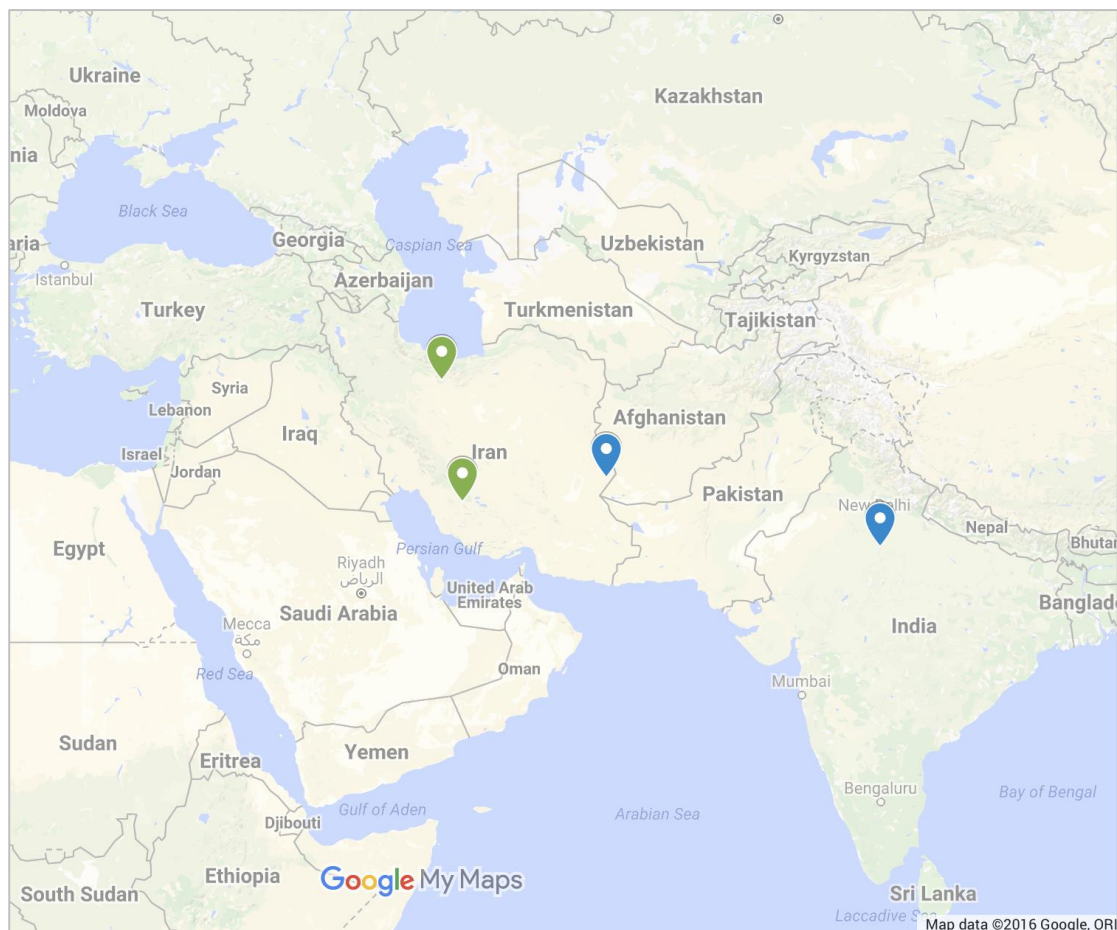 Ukraine
Kazakhstan
Moldova
nia
Black Sea
Georgia
Caspian Sea
Uzbekistan
Kyrgyzstan
aria
Istanbul
Azerbaijan
Turkey
Turkmenistan
Tajikistan
Syria
Lebanon
Afghanistan
Iraq
Israel
Iran
Jordan
Pakistan
New Delhi
Nepal
Egypt
Persian Gulf
Bhutan
Riyadh
الرياض
United Arab
Emirates
Saudi Arabia
Banglade
Mecca
مكة
India
Red Sea
Oman
Mumbai
Sudan
Eritrea
Yemen
Gulf of Aden
Arabian Sea
Bengaluru
Bay of Bengal
Djibouti
Ethiopia
Google My Maps
South Sudan
Sri Lanka
Laccadive Sea
Map data ©2016 Google, ORI